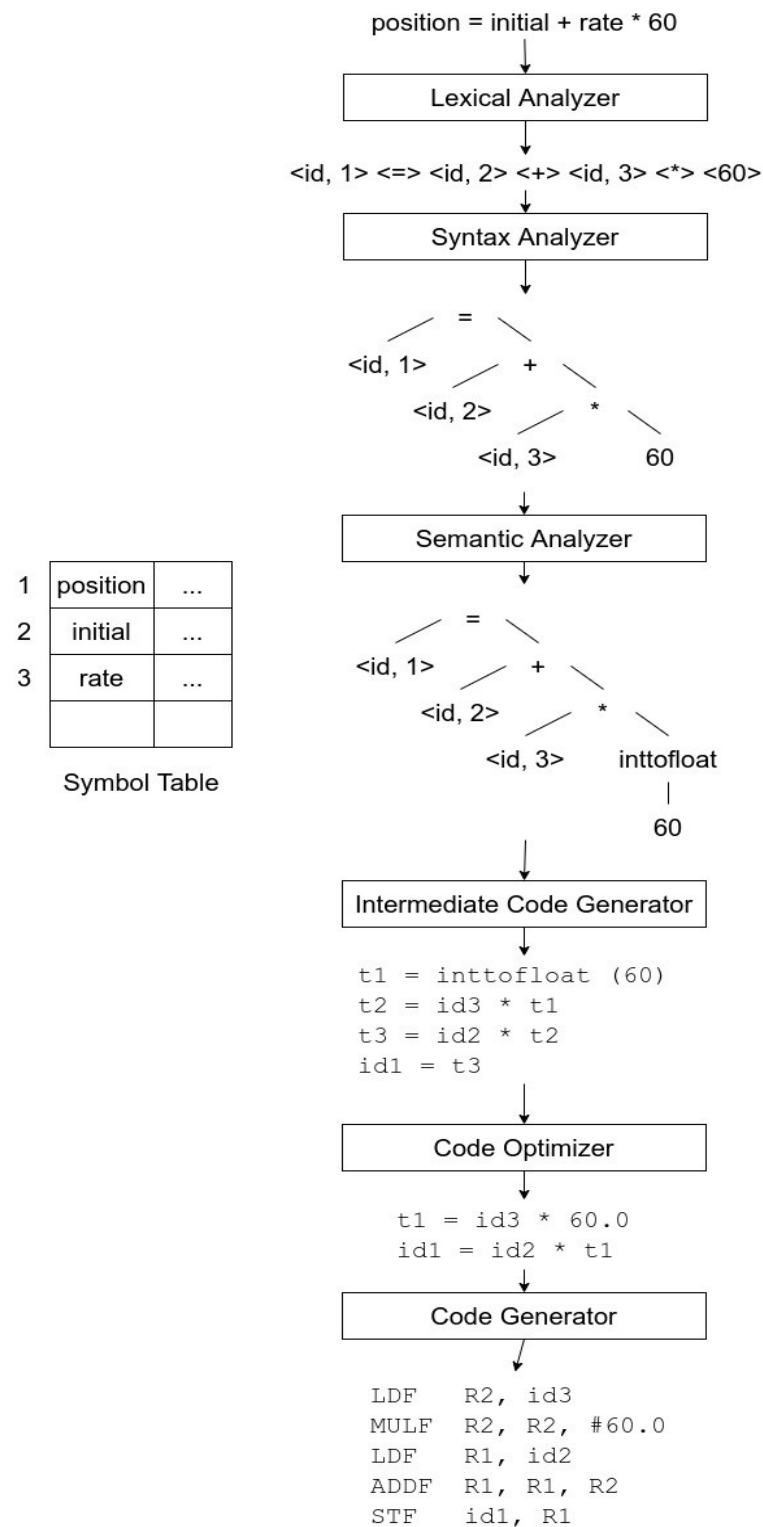 position = initial + rate * 60
Lexical Analyzer
<id, 1> <=> <id, 2> <+> <id, 3> <*> <60>
Syntax Analyzer
=
<id, 1> +
<id, 2> *
<id, 3> 60
Semantic Analyzer
=
<id, 1> +
<id, 2> *
<id, 3> inttofloat
60
1 position ...
2 initial ...
3 rate ...
Symbol Table
Intermediate Code Generator
t1 = inttofloat (60)
t2 = id3 * t1
t3 = id2 * t2
id1 = t3
Code Optimizer
t1 = id3 * 60.0
id1 = id2 * t1
Code Generator
LDF R2, id3
MULF R2, R2, #60.0
LDF R1, id2
ADDF R1, R1, R2
STF id1, R1